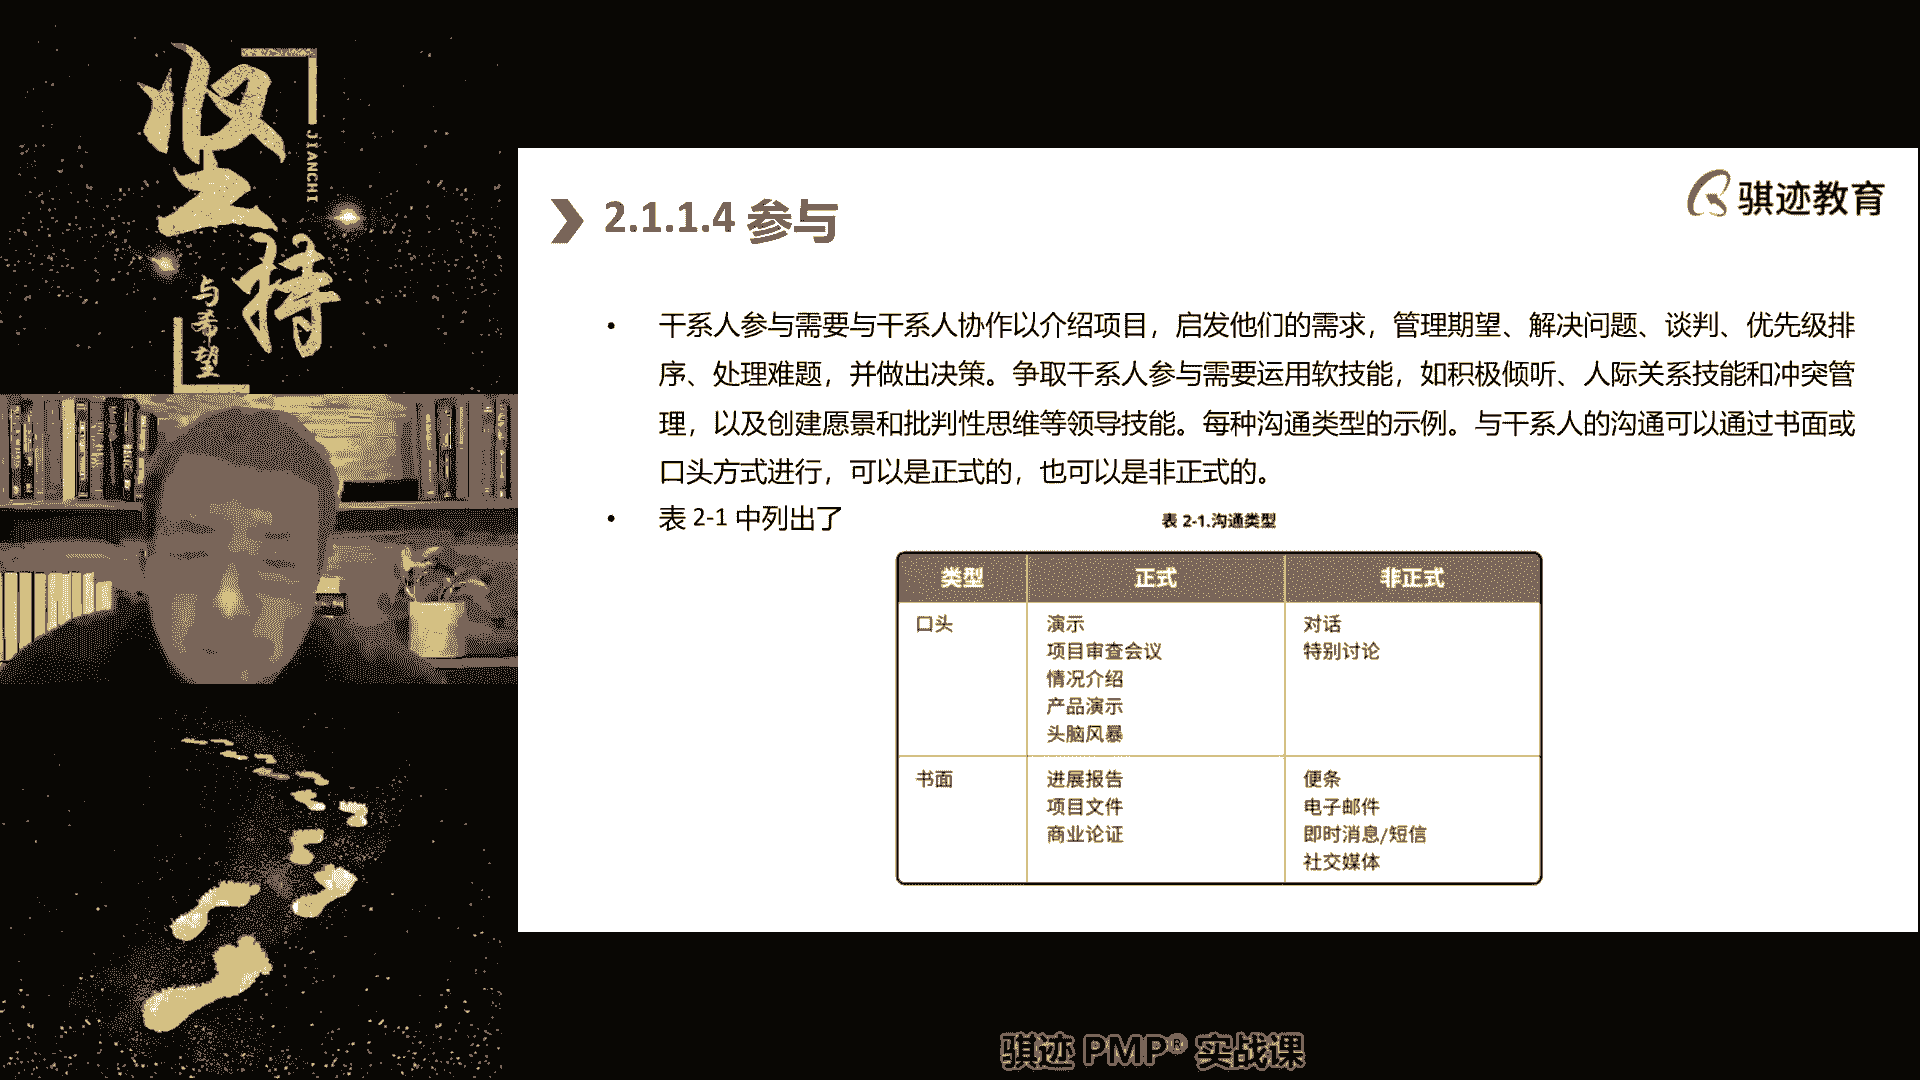 坚
持
JIANCHI
与希望
骐迹教育
2.1.1.4 参与
• 干系人参与需要与干系人协作以介绍项目，启发他们的需求，管理期望、解决问题、谈判、优先级排
序、处理难题，并做出决策。争取干系人参与需要运用软技能，如积极倾听、人际关系技能和冲突管
理，以及创建愿景和批判性思维等领导技能。每种沟通类型的示例。与干系人的沟通可以通过书面或
口头方式进行，可以是正式的，也可以是非正式的。
• 表 2-1 中列出了
表 2-1.沟通类型
类型 正式 非正式
口头 演示 对话
项目审查会议 特别讨论
情况介绍
产品演示
头脑风暴
书面 进展报告 便条
项目文件 电子邮件
商业论证 即时消息/短信
社交媒体
骐迹 PMP® 实战课